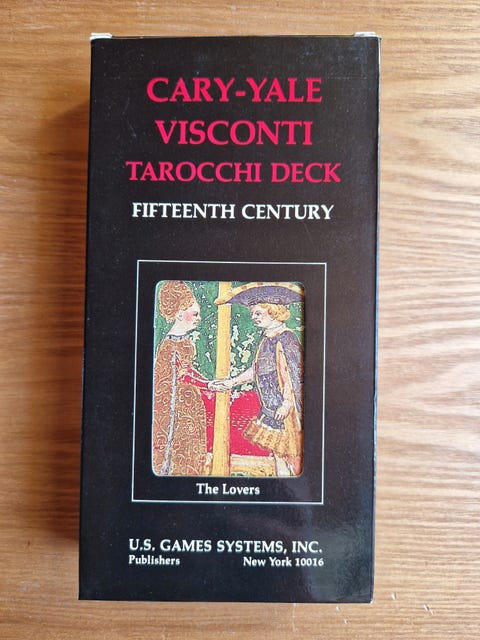 CARY-YALE
VISCONTI
TAROCCHI DECK
FIFTEENTH CENTURY
The Lovers
U.S. GAMES SYSTEMS, INC.
Publishers New York 10016